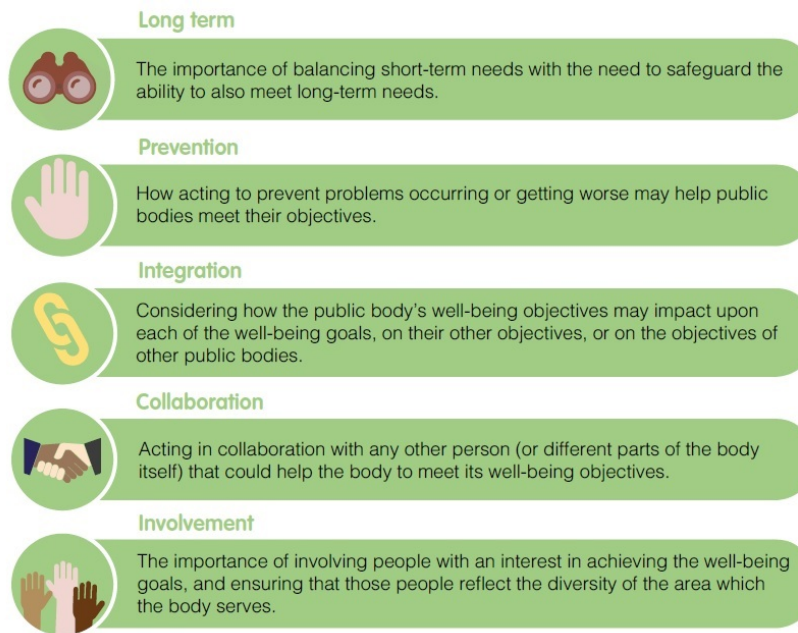 Long term
The importance of balancing short-term needs with the need to safeguard the
ability to also meet long-term needs.
Prevention
How acting to prevent problems occurring or getting worse may help public
bodies meet their objectives.
Integration
Considering how the public body's well-being objectives may impact upon
each of the well-being goals, on their other objectives, or on the objectives of
other public bodies.
Collaboration
Acting in collaboration with any other person (or different parts of the body
itself) that could help the body to meet its well-being objectives.
Involvement
The importance of involving people with an interest in achieving the well-being
goals, and ensuring that those people reflect the diversity of the area which
the body serves.